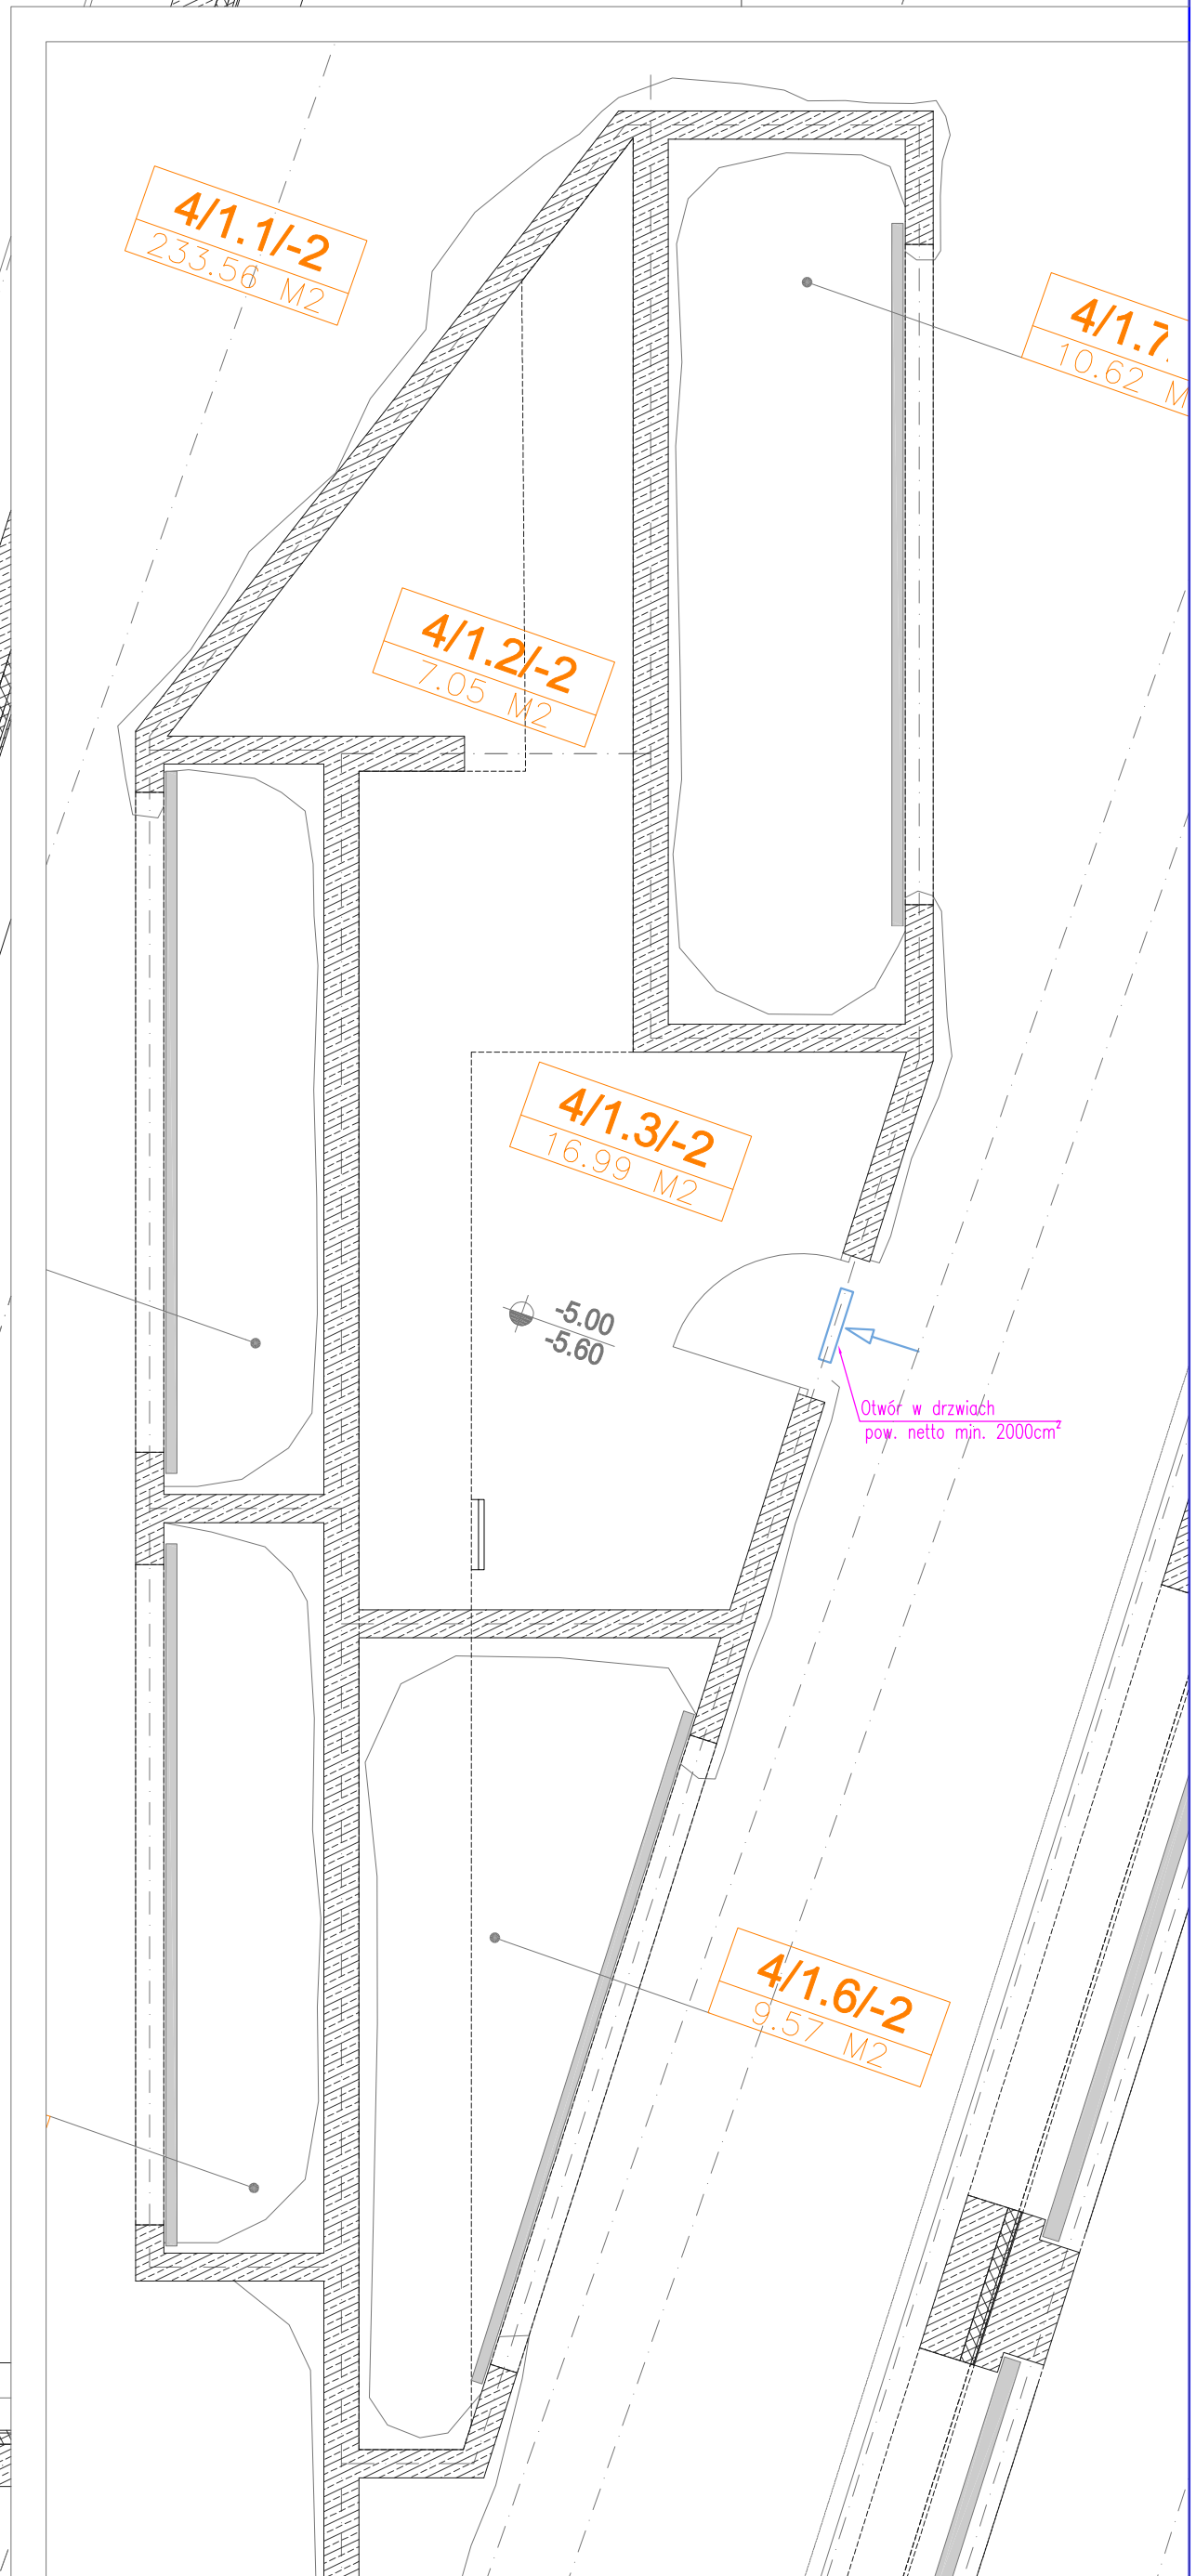 4/1.1/-2
233.56 M2
4/1.7
10.62 M
4/1.2/-2
7.05 M2
4/1.3/-2
16.99 M2
-5.00
-5.60
Otwór w drzwiach
pow. netto min. 2000cm²
4/1.6/-2
9.57 M2